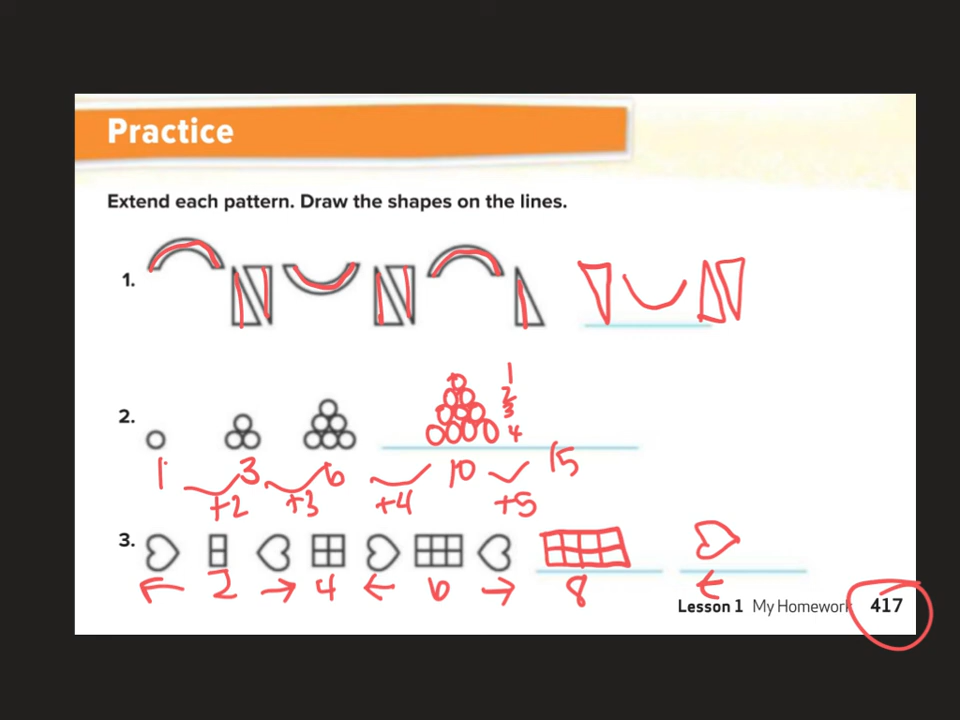 Practice
Extend each pattern. Draw the shapes on the lines.
1.
1
2
3
4
2.
1 3 6 10 15
+2 +3 +4 +5
3.
← 2 → 4 ← 6 → 8 ←
Lesson 1 My Homework 417